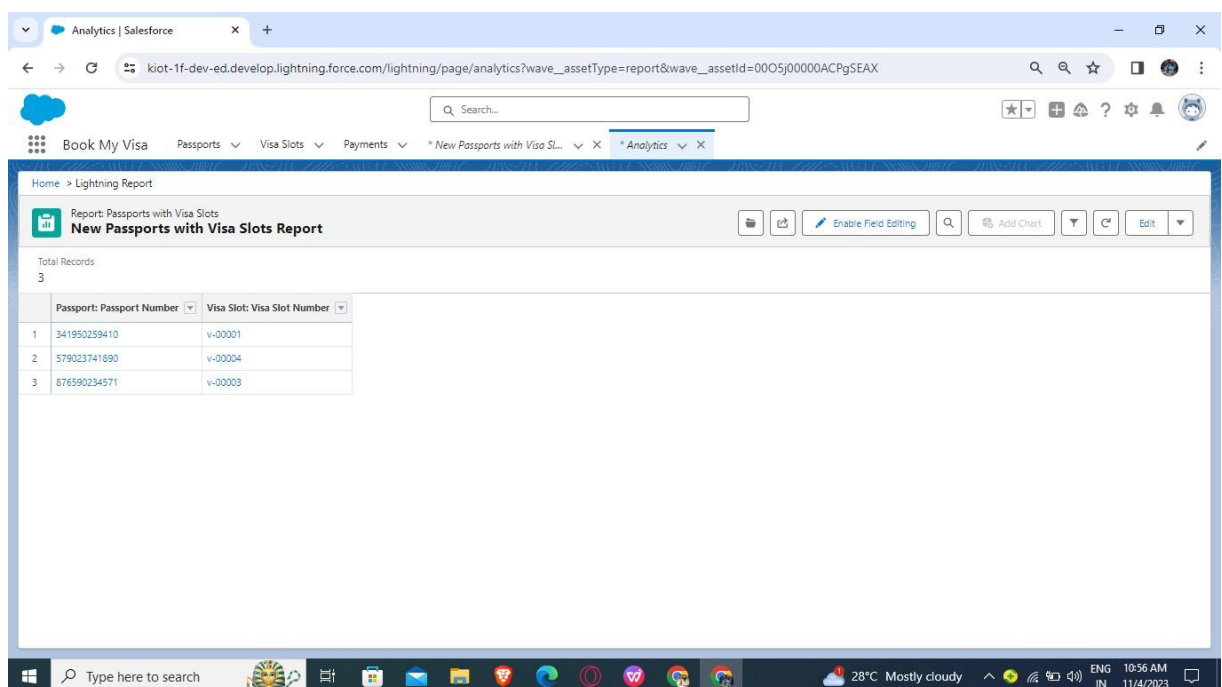 Analytics | Salesforce
kiot-1f-dev-ed.develop.lightning.force.com/lightning/page/analytics?wave__assetType=report&wave__assetId=00O5j00000ACPgSEAX
Search...
Book My Visa Passports Visa Slots Payments * New Passports with Visa Sl... * Analytics
Home > Lightning Report
Report: Passports with Visa Slots
New Passports with Visa Slots Report
Enable Field Editing Add Chart Edit
Total Records
3
Passport: Passport Number Visa Slot: Visa Slot Number
1 341950259410 v-00001
2 579023741890 v-00004
3 876590234571 v-00003
Type here to search 28°C Mostly cloudy ENG 10:56 AM
IN 11/4/2023